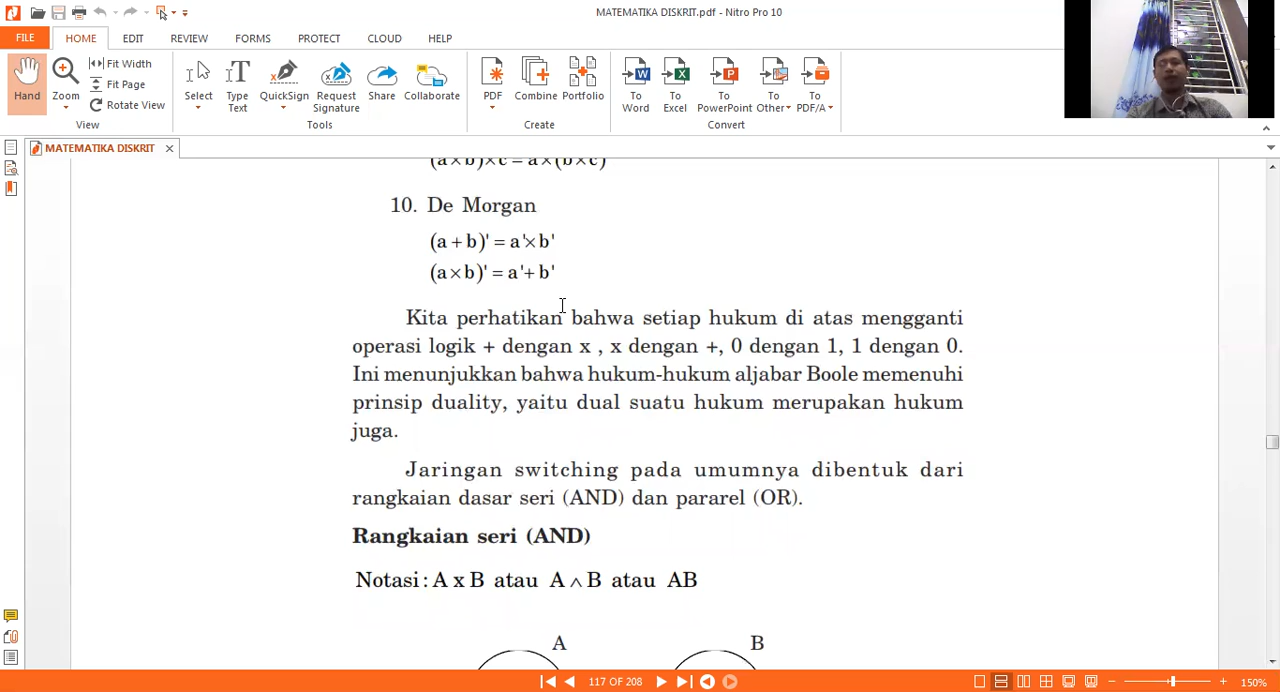 MATEMATIKA DISKRIT.pdf - Nitro Pro 10
FILE HOME EDIT REVIEW FORMS PROTECT CLOUD HELP
Hand
Zoom
Fit Width
Fit Page
Rotate View
View
Select
Type Text
QuickSign
Request Signature
Share
Collaborate
Tools
PDF
Combine
Portfolio
Create
To Word
To Excel
To PowerPoint
To Other
To PDF/A
Convert
MATEMATIKA DISKRIT
(a×b)×c = a×(b×c)
10. De Morgan
(a + b)' = a'×b'
(a×b)' = a'+b'
Kita perhatikan bahwa setiap hukum di atas mengganti
operasi logik + dengan x , x dengan +, 0 dengan 1, 1 dengan 0.
Ini menunjukkan bahwa hukum-hukum aljabar Boole memenuhi
prinsip duality, yaitu dual suatu hukum merupakan hukum
juga.
Jaringan switching pada umumnya dibentuk dari
rangkaian dasar seri (AND) dan pararel (OR).
Rangkaian seri (AND)
Notasi : A x B atau A ∧ B atau AB
A B
117 OF 208
150%